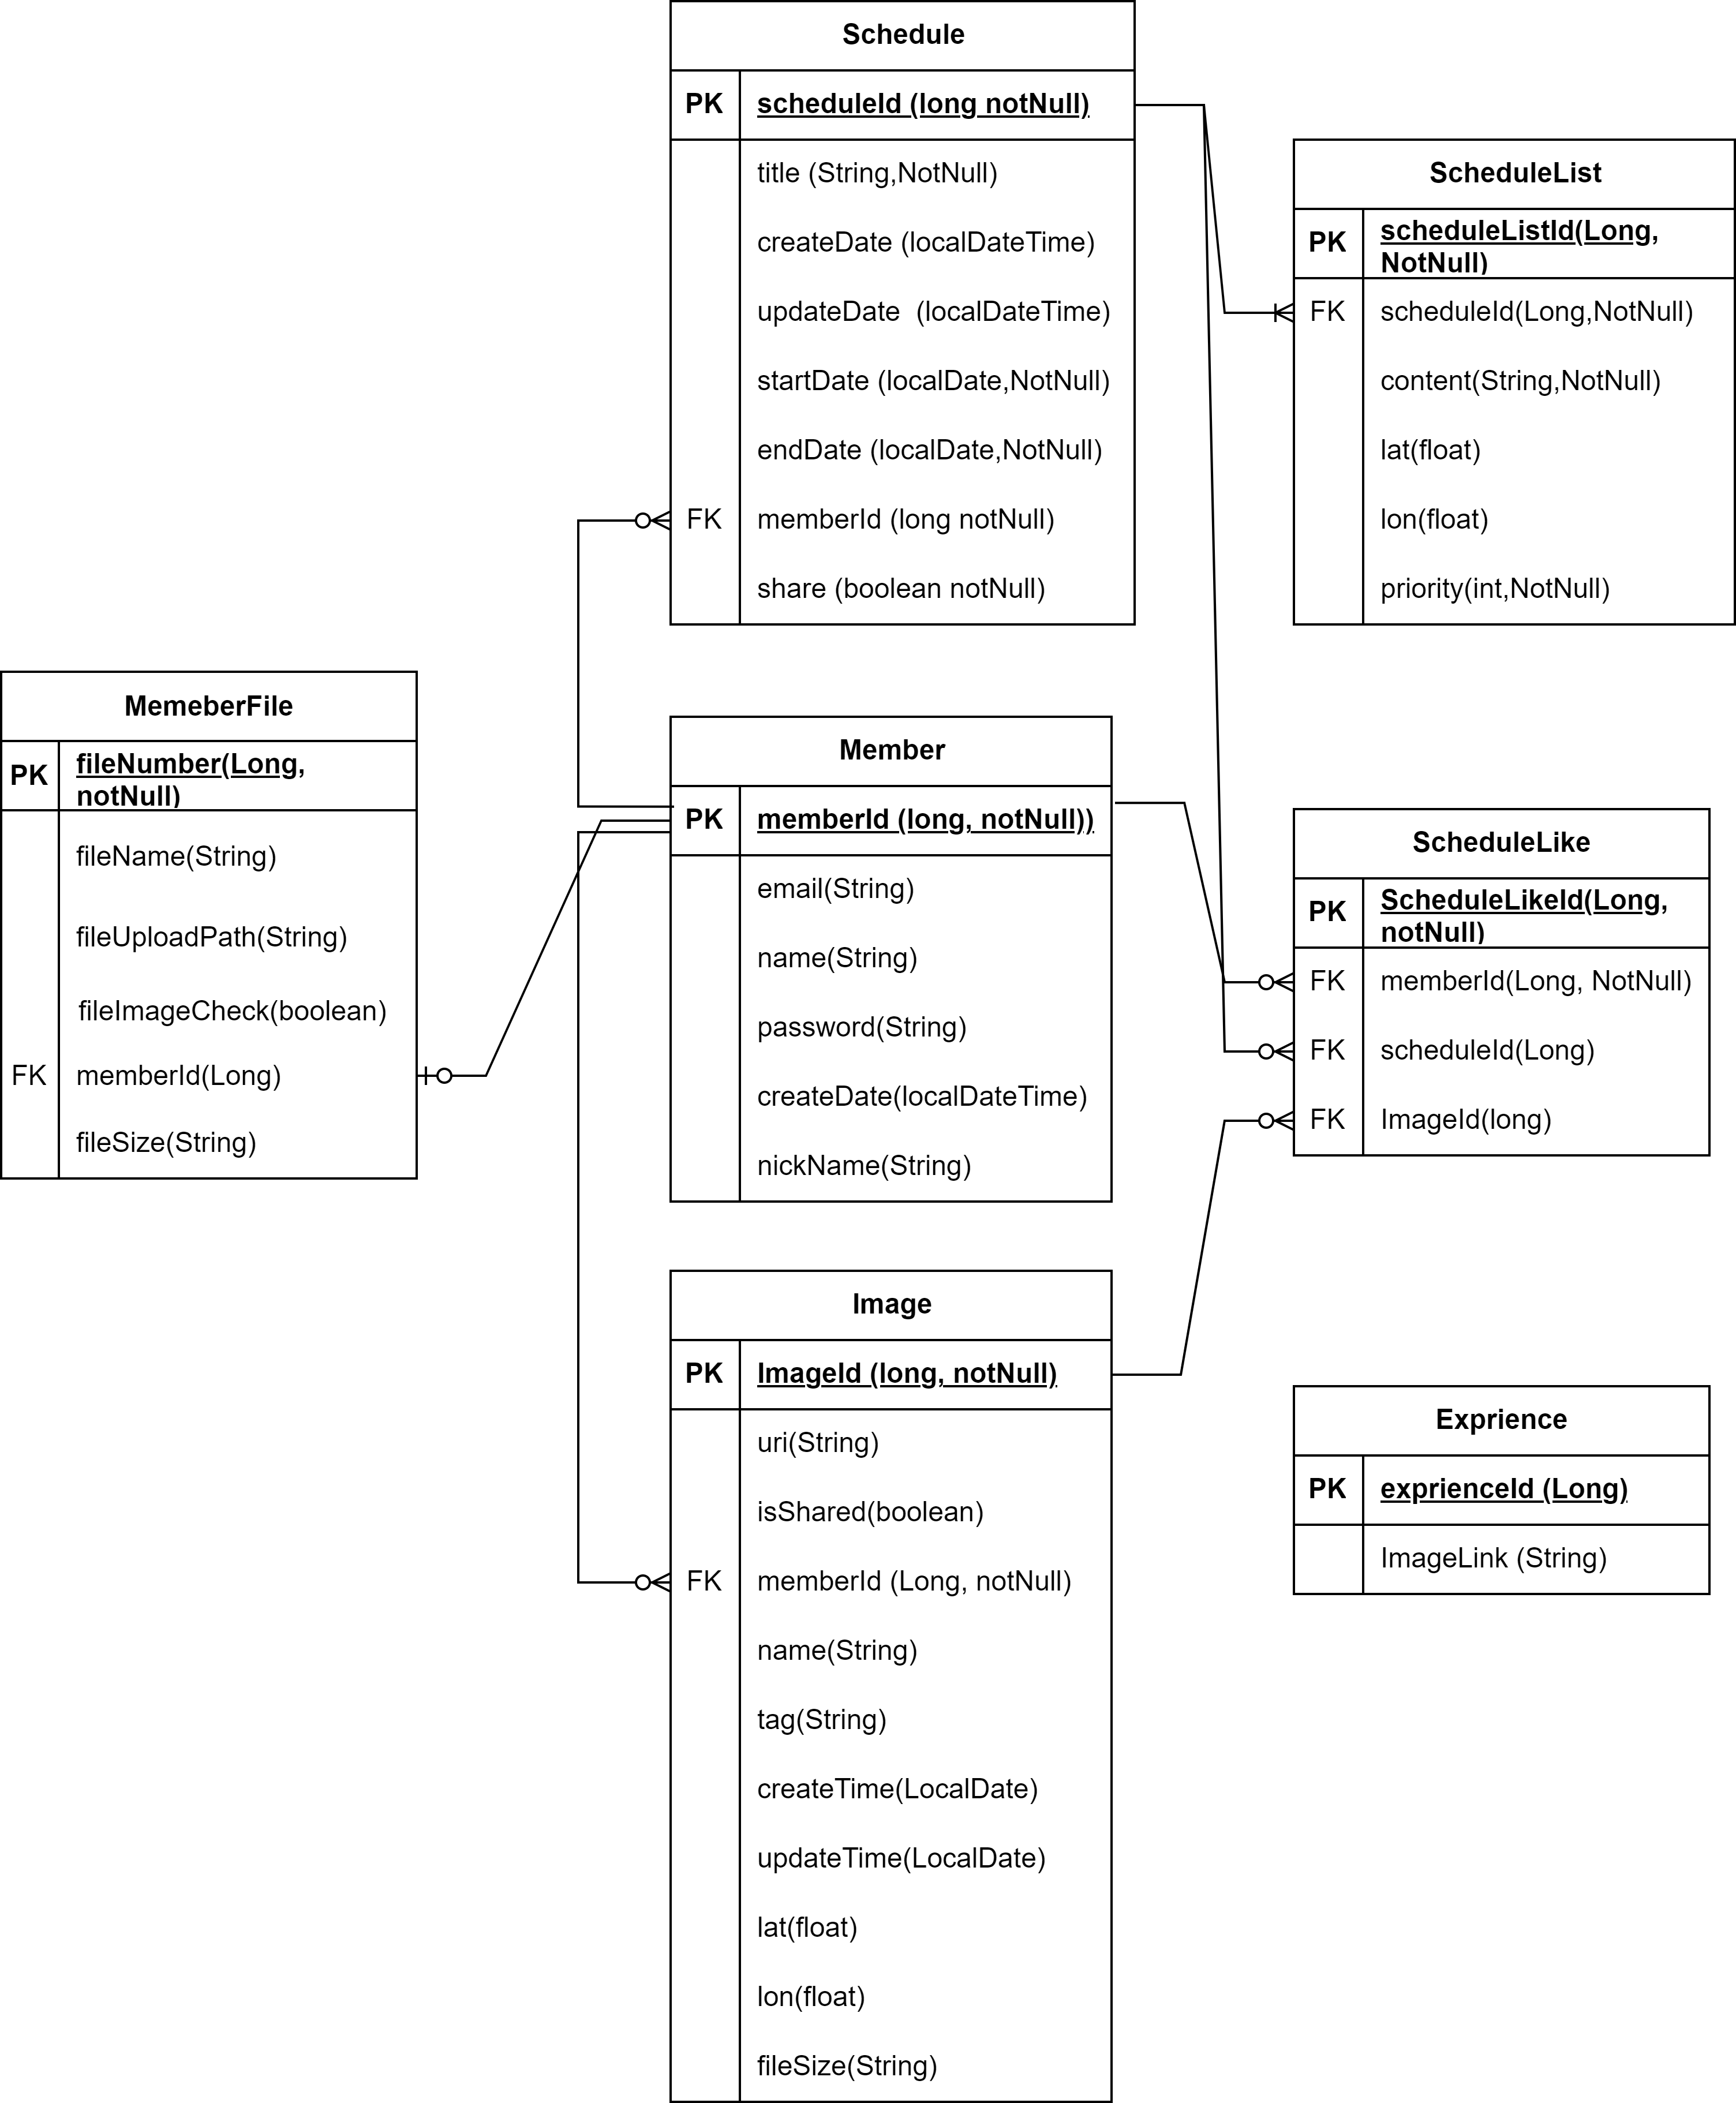 Schedule
PK scheduleId (long notNull)
title (String,NotNull)
createDate (localDateTime)
updateDate  (localDateTime)
startDate (localDate,NotNull)
endDate (localDate,NotNull)
FK memberId (long notNull)
share (boolean notNull)
ScheduleList
PK scheduleListId(Long,
NotNull)
FK scheduleId(Long,NotNull)
content(String,NotNull)
lat(float)
lon(float)
priority(int,NotNull)
MemeberFile
PK fileNumber(Long,
notNull)
fileName(String)
fileUploadPath(String)
fileImageCheck(boolean)
FK memberId(Long)
fileSize(String)
Member
PK memberId (long, notNull))
email(String)
name(String)
password(String)
createDate(localDateTime)
nickName(String)
ScheduleLike
PK ScheduleLikeId(Long,
notNull)
FK memberId(Long, NotNull)
FK scheduleId(Long)
FK ImageId(long)
Image
PK ImageId (long, notNull)
uri(String)
isShared(boolean)
FK memberId (Long, notNull)
name(String)
tag(String)
createTime(LocalDate)
updateTime(LocalDate)
lat(float)
lon(float)
fileSize(String)
Exprience
PK exprienceId (Long)
ImageLink (String)